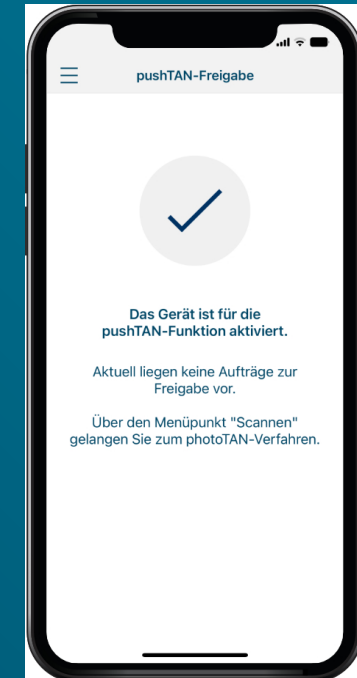 pushTAN-Freigabe
Das Gerät ist für die
pushTAN-Funktion aktiviert.
Aktuell liegen keine Aufträge zur
Freigabe vor.
Über den Menüpunkt "Scannen"
gelangen Sie zum photoTAN-Verfahren.